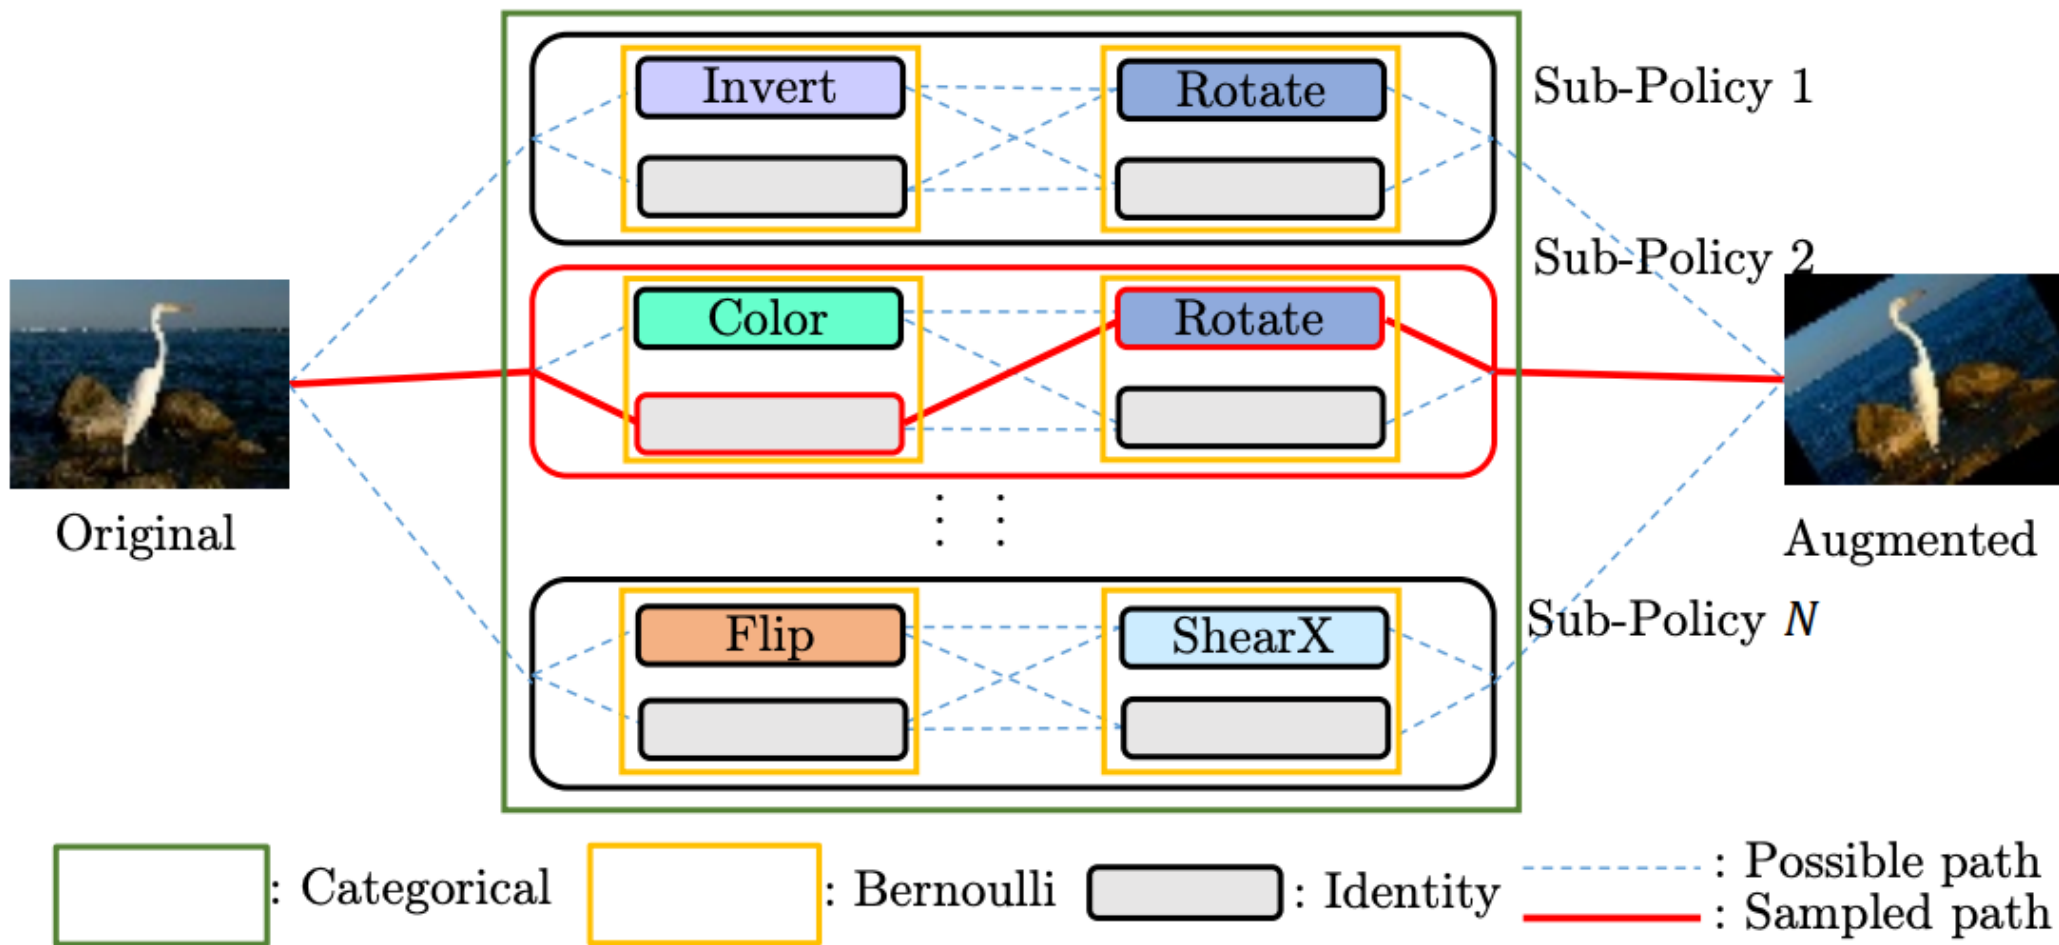 Invert
Rotate
Sub-Policy 1
Sub-Policy 2
Color
Rotate
Original
Augmented
Flip
ShearX
Sub-Policy N
: Categorical
: Bernoulli
: Identity
: Possible path
: Sampled path